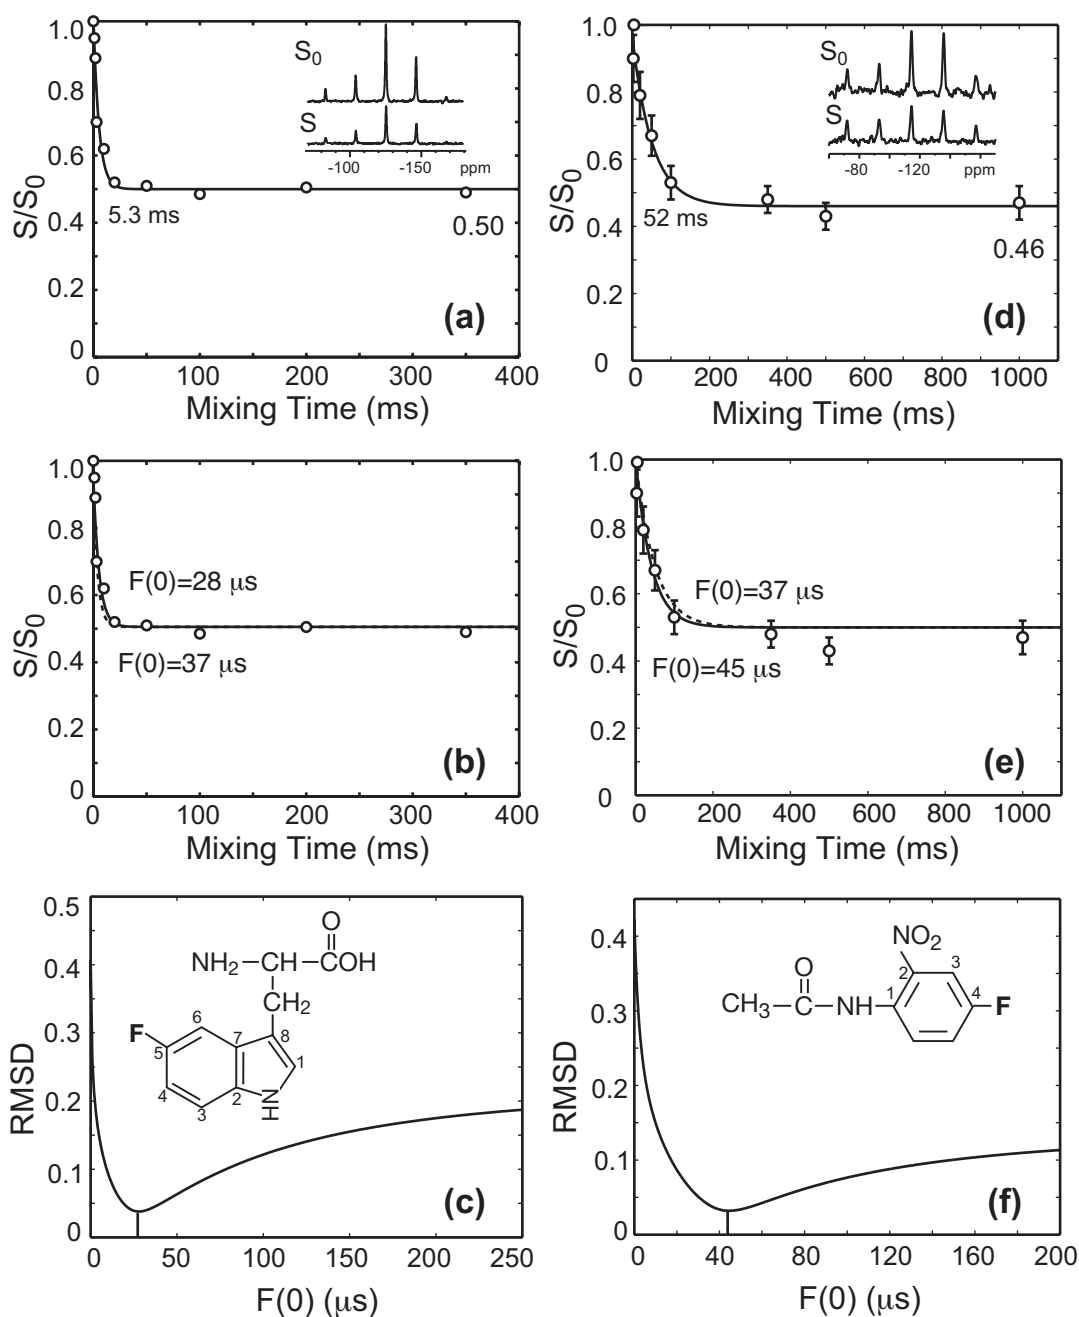 1.0
0.8
0.6
0.4
0.2
0
S/S0
S0
S
-100
-150
ppm
5.3 ms
0.50
(a)
0
100
200
300
400
Mixing Time (ms)
1.0
0.8
0.6
0.4
0.2
0
S/S0
S0
S
-80
-120
ppm
52 ms
0.46
(d)
0
200
400
600
800
1000
Mixing Time (ms)
1.0
0.8
0.6
0.4
0.2
0
S/S0
F(0)=28 μs
F(0)=37 μs
(b)
0
100
200
300
400
Mixing Time (ms)
1.0
0.8
0.6
0.4
0.2
0
S/S0
F(0)=37 μs
F(0)=45 μs
(e)
0
200
400
600
800
1000
Mixing Time (ms)
0.5
0.4
0.3
0.2
0.1
0
RMSD
O
NH2
CH
COH
CH2
F
6
5
7
8
4
3
2
1
N
H
(c)
0
50
100
150
200
250
F(0) (μs)
0.4
0.3
0.2
0.1
0
RMSD
NO2
O
CH3
C
NH
1
2
3
4
F
(f)
0
40
80
120
160
200
F(0) (μs)